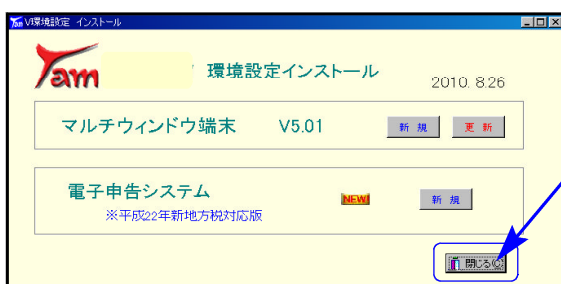 V環境設定 インストール
Tam 環境設定インストール
2010. 8.26
マルチウィンドウ端末 V5.01 新 規 更 新
電子申告システム NEW! 新 規
※平成22年新地方税対応版
閉じる(C)